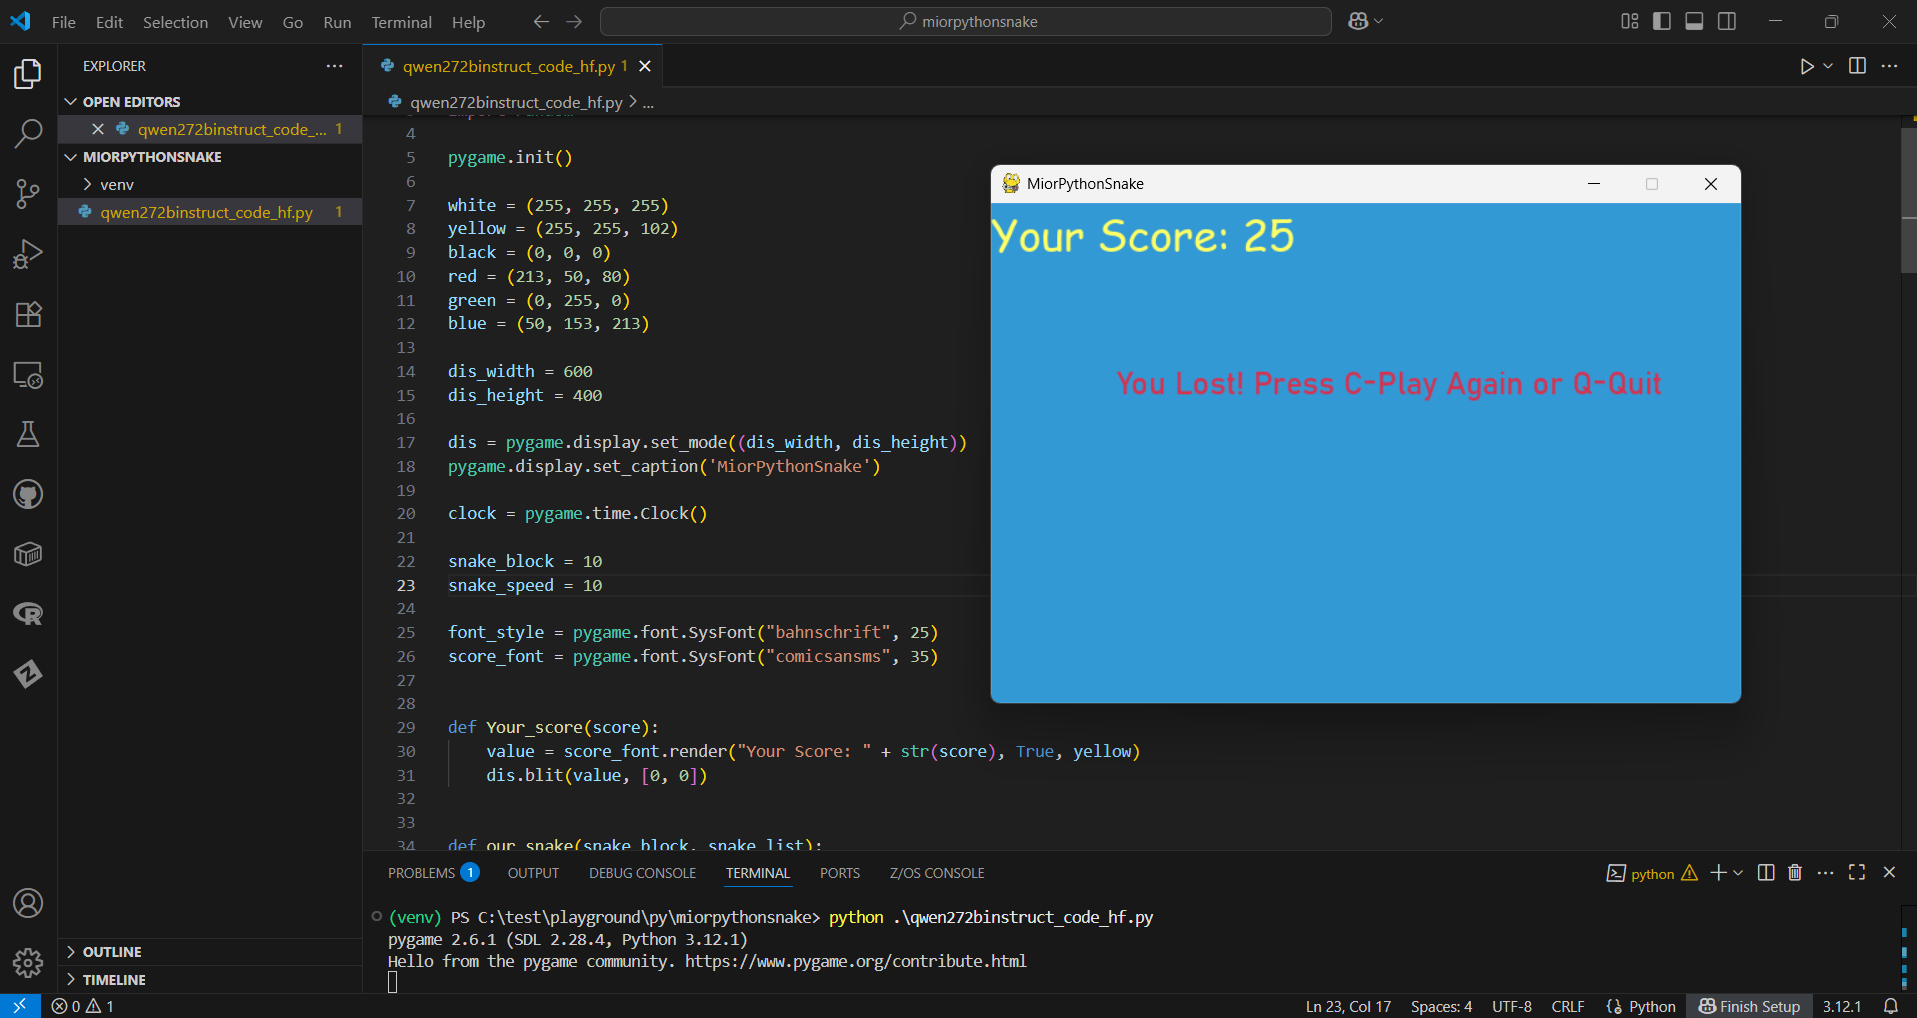 File Edit Selection View Go Run Terminal Help
miorpythonsnake
EXPLORER
OPEN EDITORS
qwen272binstruct_code_... 1
MIORPYTHONSNAKE
venv
qwen272binstruct_code_hf.py 1
OUTLINE
TIMELINE
qwen272binstruct_code_hf.py 1
qwen272binstruct_code_hf.py > ...
4
5 pygame.init()
6
7 white = (255, 255, 255)
8 yellow = (255, 255, 102)
9 black = (0, 0, 0)
10 red = (213, 50, 80)
11 green = (0, 255, 0)
12 blue = (50, 153, 213)
13
14 dis_width = 600
15 dis_height = 400
16
17 dis = pygame.display.set_mode((dis_width, dis_height))
18 pygame.display.set_caption('MiorPythonSnake')
19
20 clock = pygame.time.Clock()
21
22 snake_block = 10
23 snake_speed = 10
24
25 font_style = pygame.font.SysFont("bahnschrift", 25)
26 score_font = pygame.font.SysFont("comicsansms", 35)
27
28
29 def Your_score(score):
30 value = score_font.render("Your Score: " + str(score), True, yellow)
31 dis.blit(value, [0, 0])
32
33
34 def our_snake(snake_block, snake_list):
MiorPythonSnake
Your Score: 25
You Lost! Press C-Play Again or Q-Quit
PROBLEMS 1 OUTPUT DEBUG CONSOLE TERMINAL PORTS Z/OS CONSOLE
python
(venv) PS C:\test\playground\py\miorpythonsnake> python .\qwen272binstruct_code_hf.py
pygame 2.6.1 (SDL 2.28.4, Python 3.12.1)
Hello from the pygame community. https://www.pygame.org/contribute.html
0 1 Ln 23, Col 17 Spaces: 4 UTF-8 CRLF Python Finish Setup 3.12.1